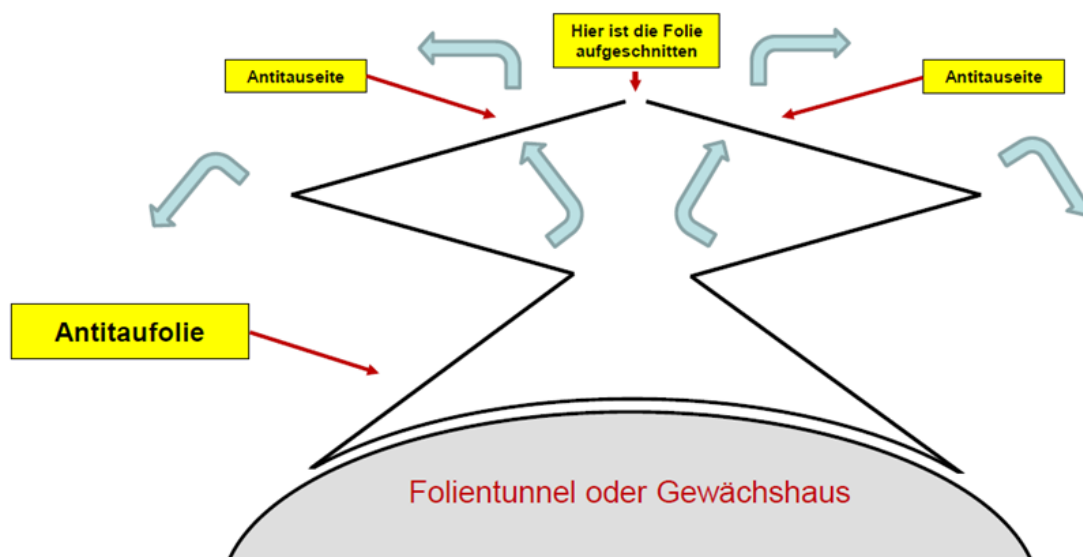 Hier ist die Folie
aufgeschnitten
Antitauseite
Antitauseite
Antitaufolie
Folientunnel oder Gewächshaus